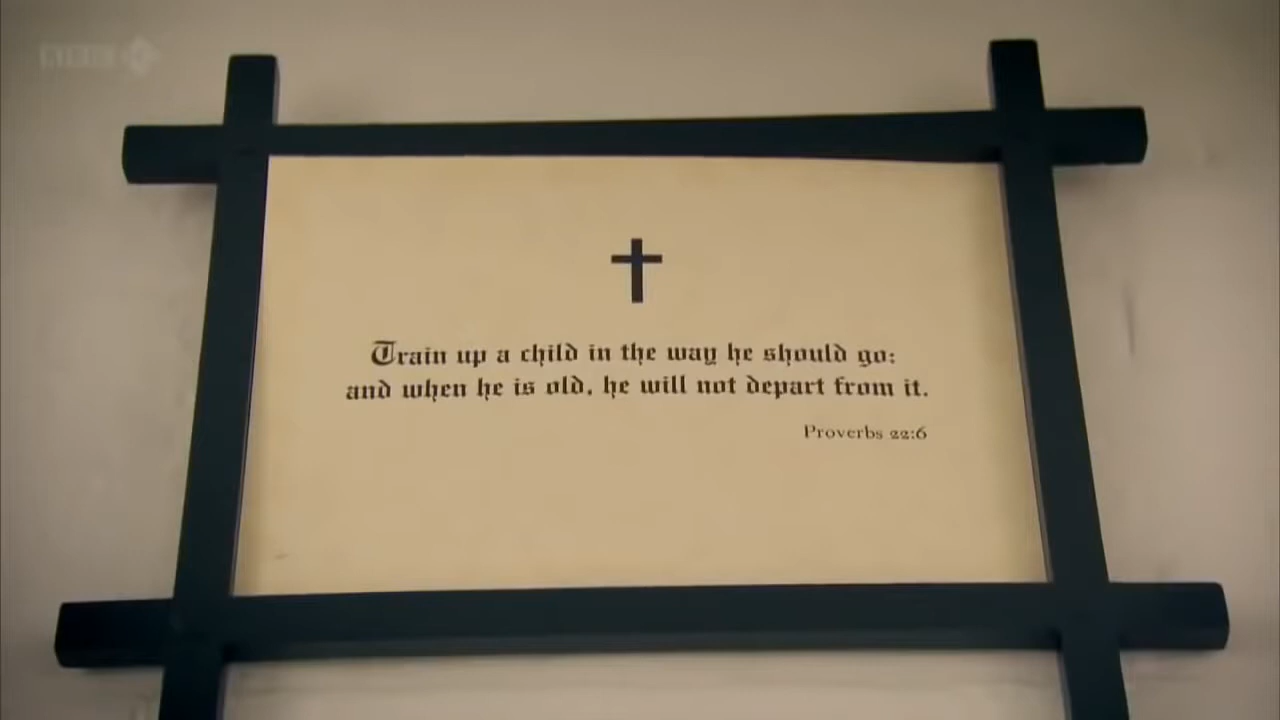 Train up a child in the way he should go:
and when he is old, he will not depart from it.
Proverbs 22:6